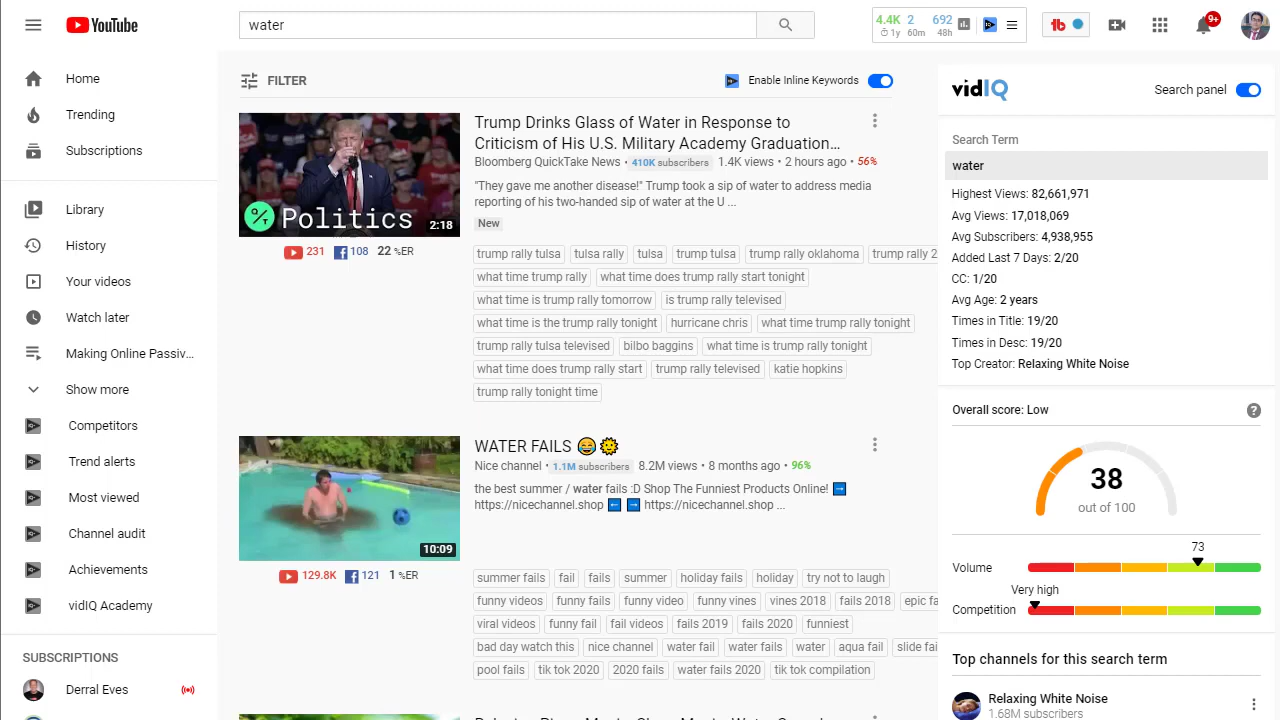 YouTube
water
4.4K 2 692
1y 60m 48h
9+
Home
Trending
Subscriptions
Library
History
Your videos
Watch later
Making Online Passiv...
Show more
Competitors
Trend alerts
Most viewed
Channel audit
Achievements
vidIQ Academy
SUBSCRIPTIONS
Derral Eves
FILTER
Enable Inline Keywords
Politics
2:18
231 108 22 %ER
Trump Drinks Glass of Water in Response to
Criticism of His U.S. Military Academy Graduation...
Bloomberg QuickTake News • 410K subscribers • 1.4K views • 2 hours ago • 56%
"They gave me another disease!" Trump took a sip of water to address media
reporting of his two-handed sip of water at the U ...
New
trump rally tulsa tulsa rally tulsa trump tulsa trump rally oklahoma trump rally 2
what time trump rally what time does trump rally start tonight
what time is trump rally tomorrow is trump rally televised
what time is the trump rally tonight hurricane chris what time trump rally tonight
trump rally tulsa televised bilbo baggins what time is trump rally tonight
what time does trump rally start trump rally televised katie hopkins
trump rally tonight time
10:09
129.8K 121 1 %ER
WATER FAILS 😂🌞
Nice channel • 1.1M subscribers • 8.2M views • 8 months ago • 96%
the best summer / water fails :D Shop The Funniest Products Online! ➡
https://nicechannel.shop ⬅ ➡ https://nicechannel.shop ...
summer fails fail fails summer holiday fails holiday try not to laugh
funny videos funny fails funny video funny vines vines 2018 fails 2018 epic fa
viral videos funny fail fail videos fails 2019 fails 2020 funniest
bad day watch this nice channel water fail water fails water aqua fail slide fai
pool fails tik tok 2020 2020 fails water fails 2020 tik tok compilation
vidIQ
Search panel
Search Term
water
Highest Views: 82,661,971
Avg Views: 17,018,069
Avg Subscribers: 4,938,955
Added Last 7 Days: 2/20
CC: 1/20
Avg Age: 2 years
Times in Title: 19/20
Times in Desc: 19/20
Top Creator: Relaxing White Noise
Overall score: Low
?
38
out of 100
73
Volume
Very high
Competition
Top channels for this search term
Relaxing White Noise
1.68M subscribers